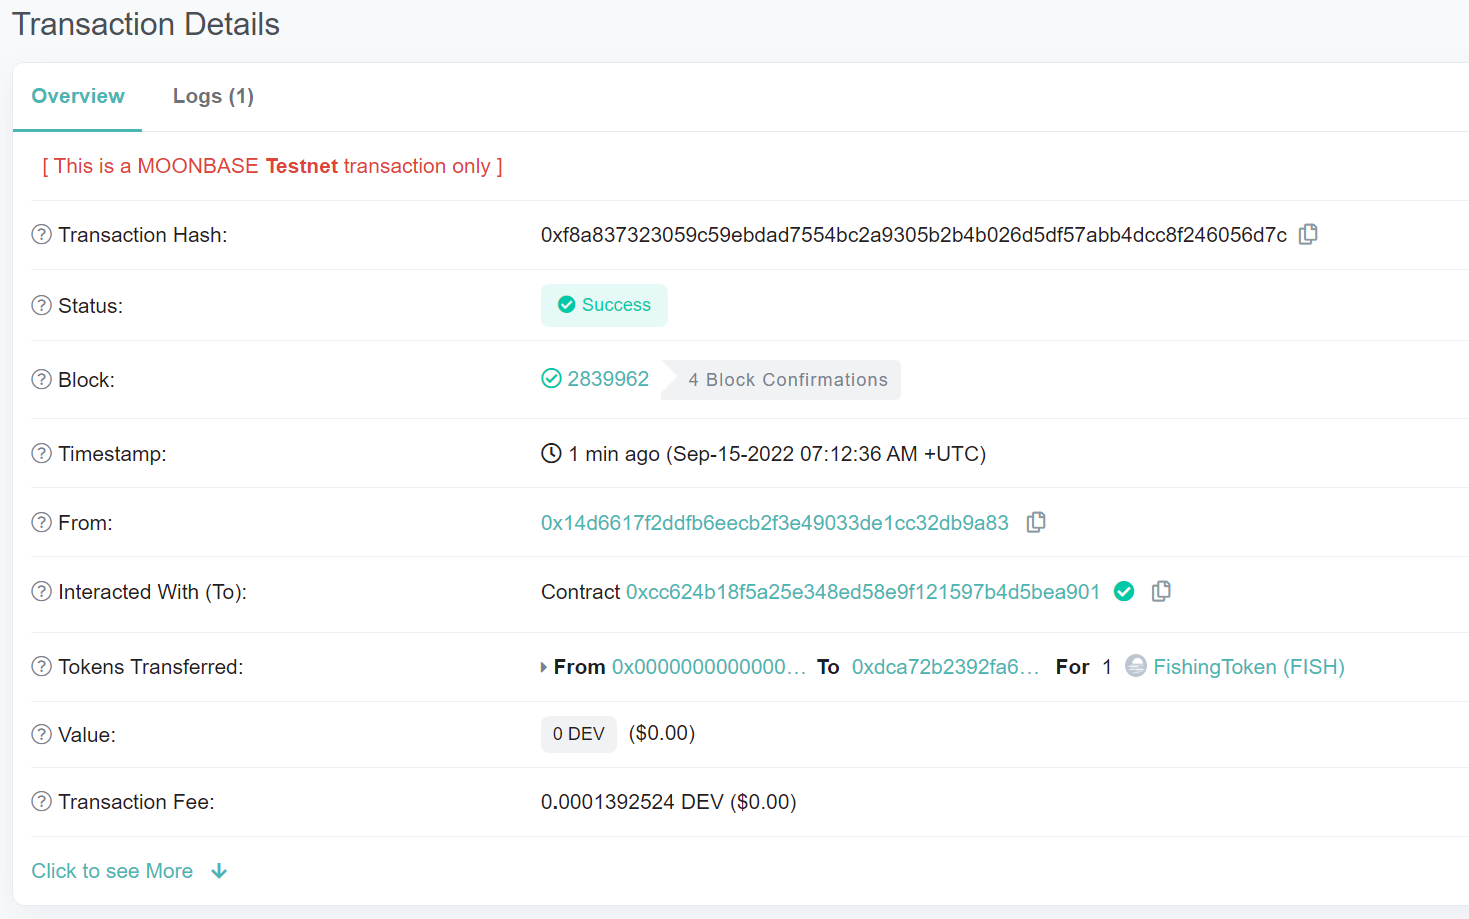 Transaction Details
Overview Logs (1)
[ This is a MOONBASE Testnet transaction only ]
Transaction Hash: 0xf8a837323059c59ebdad7554bc2a9305b2b4b026d5df57abb4dcc8f246056d7c
Status: Success
Block: 2839962 4 Block Confirmations
Timestamp: 1 min ago (Sep-15-2022 07:12:36 AM +UTC)
From: 0x14d6617f2ddfb6eecb2f3e49033de1cc32db9a83
Interacted With (To): Contract 0xcc624b18f5a25e348ed58e9f121597b4d5bea901
Tokens Transferred: From 0x0000000000000... To 0xdca72b2392fa6... For 1 FishingToken (FISH)
Value: 0 DEV ($0.00)
Transaction Fee: 0.0001392524 DEV ($0.00)
Click to see More